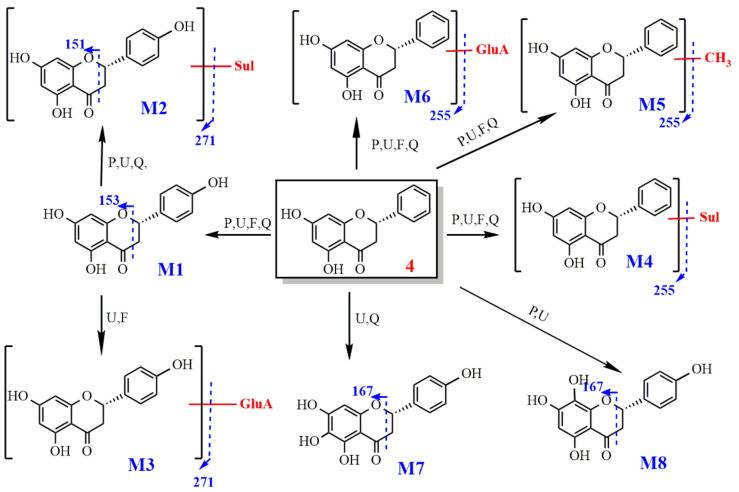 151
OH
HO
O
OH
O
Sul
M2
271
HO
O
OH
O
GluA
M6
255
HO
O
OH
O
CH3
M5
255
P,U,Q,
P,U,F,Q
P,U,F,Q
153
OH
HO
O
OH
O
M1
P,U,F,Q
HO
O
OH
O
4
P,U,F,Q
HO
O
OH
O
Sul
M4
255
U,F
U,Q
P,U
OH
HO
O
OH
O
GluA
M3
271
167
OH
HO
O
HO
OH
O
M7
OH
167
OH
HO
O
OH
O
M8